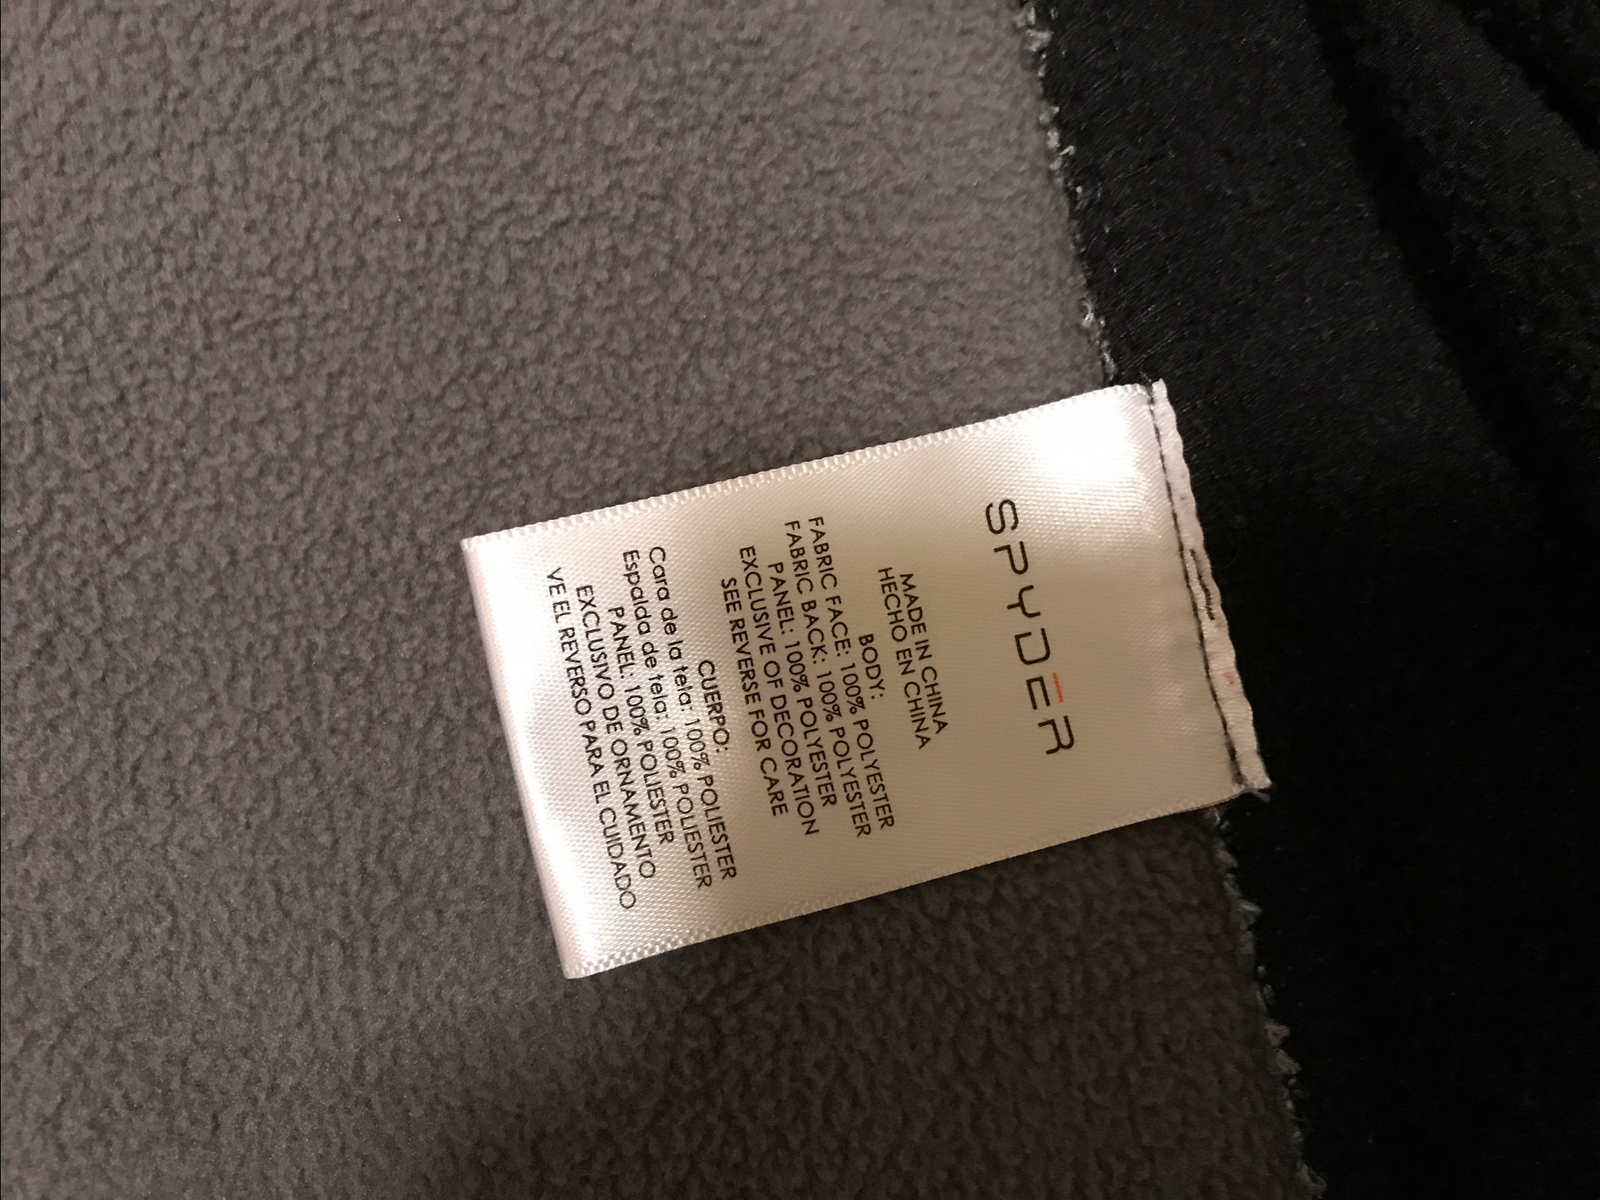 SPYDER
MADE IN CHINA
HECHO EN CHINA
BODY:
FABRIC FACE: 100% POLYESTER
FABRIC BACK: 100% POLYESTER
PANEL: 100% POLYESTER
EXCLUSIVE OF DECORATION
SEE REVERSE FOR CARE
CUERPO:
Cara de la tela: 100% POLIESTER
Espalda de tela: 100% POLIESTER
PANEL: 100% POLIESTER
EXCLUSIVO DE ORNAMENTO
VE EL REVERSO PARA EL CUIDADO